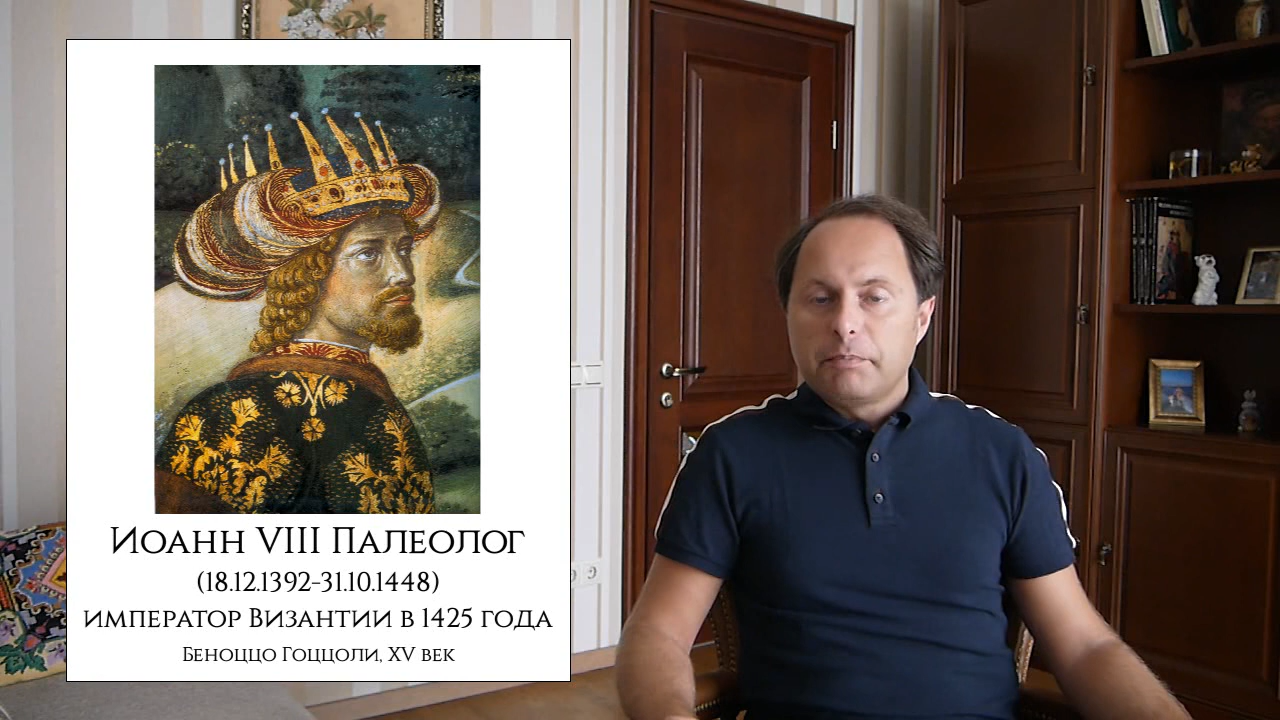 Иоанн VIII Палеолог
(18.12.1392-31.10.1448)
император Византии в 1425 года
Беноццо Гоццоли, XV век